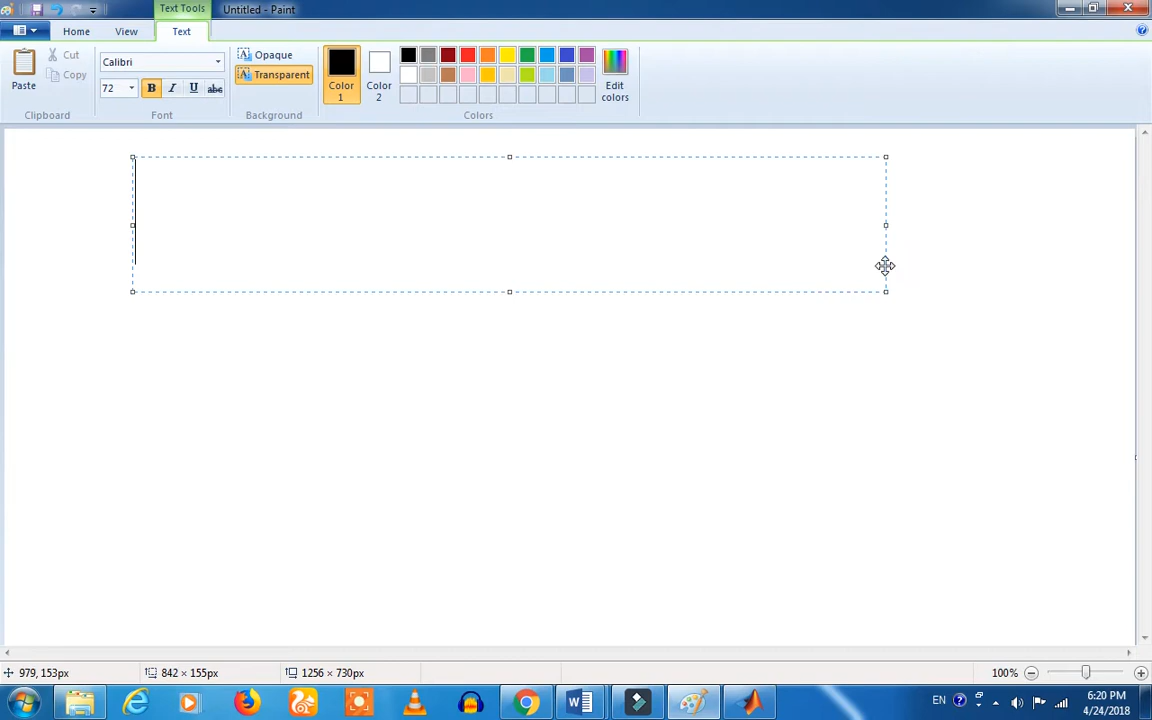 Text Tools
Untitled - Paint
Home
View
Text
Paste
Cut
Copy
Clipboard
Calibri
72
B I U abc
Font
Opaque
Transparent
Background
Color 1
Color 2
Edit colors
Colors
979, 153px
842 × 155px
1256 × 730px
100%
EN
6:20 PM
4/24/2018